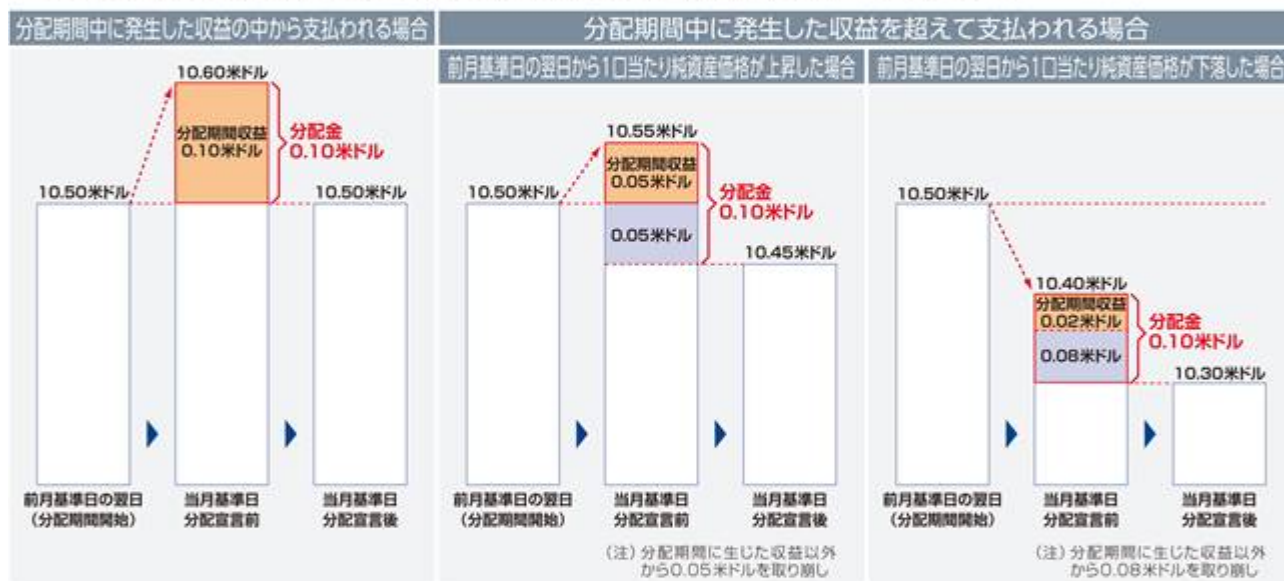 分配期間中に発生した収益の中から支払われる場合
10.60米ドル
分配期間収益
0.10米ドル
分配金
0.10米ドル
10.50米ドル
10.50米ドル
前月基準日の翌日
（分配期間開始）
当月基準日
分配宣言前
当月基準日
分配宣言後
分配期間中に発生した収益を超えて支払われる場合
前月基準日の翌日から1口当たり純資産価格が上昇した場合
10.55米ドル
分配期間収益
0.05米ドル
分配金
0.10米ドル
10.50米ドル
0.05米ドル
10.45米ドル
前月基準日の翌日
（分配期間開始）
当月基準日
分配宣言前
当月基準日
分配宣言後
（注）分配期間に生じた収益以外
から0.05米ドルを取り崩し
前月基準日の翌日から1口当たり純資産価格が下落した場合
10.50米ドル
10.40米ドル
分配期間収益
0.02米ドル
分配金
0.10米ドル
0.08米ドル
10.30米ドル
前月基準日の翌日
（分配期間開始）
当月基準日
分配宣言前
当月基準日
分配宣言後
（注）分配期間に生じた収益以外
から0.08米ドルを取り崩し